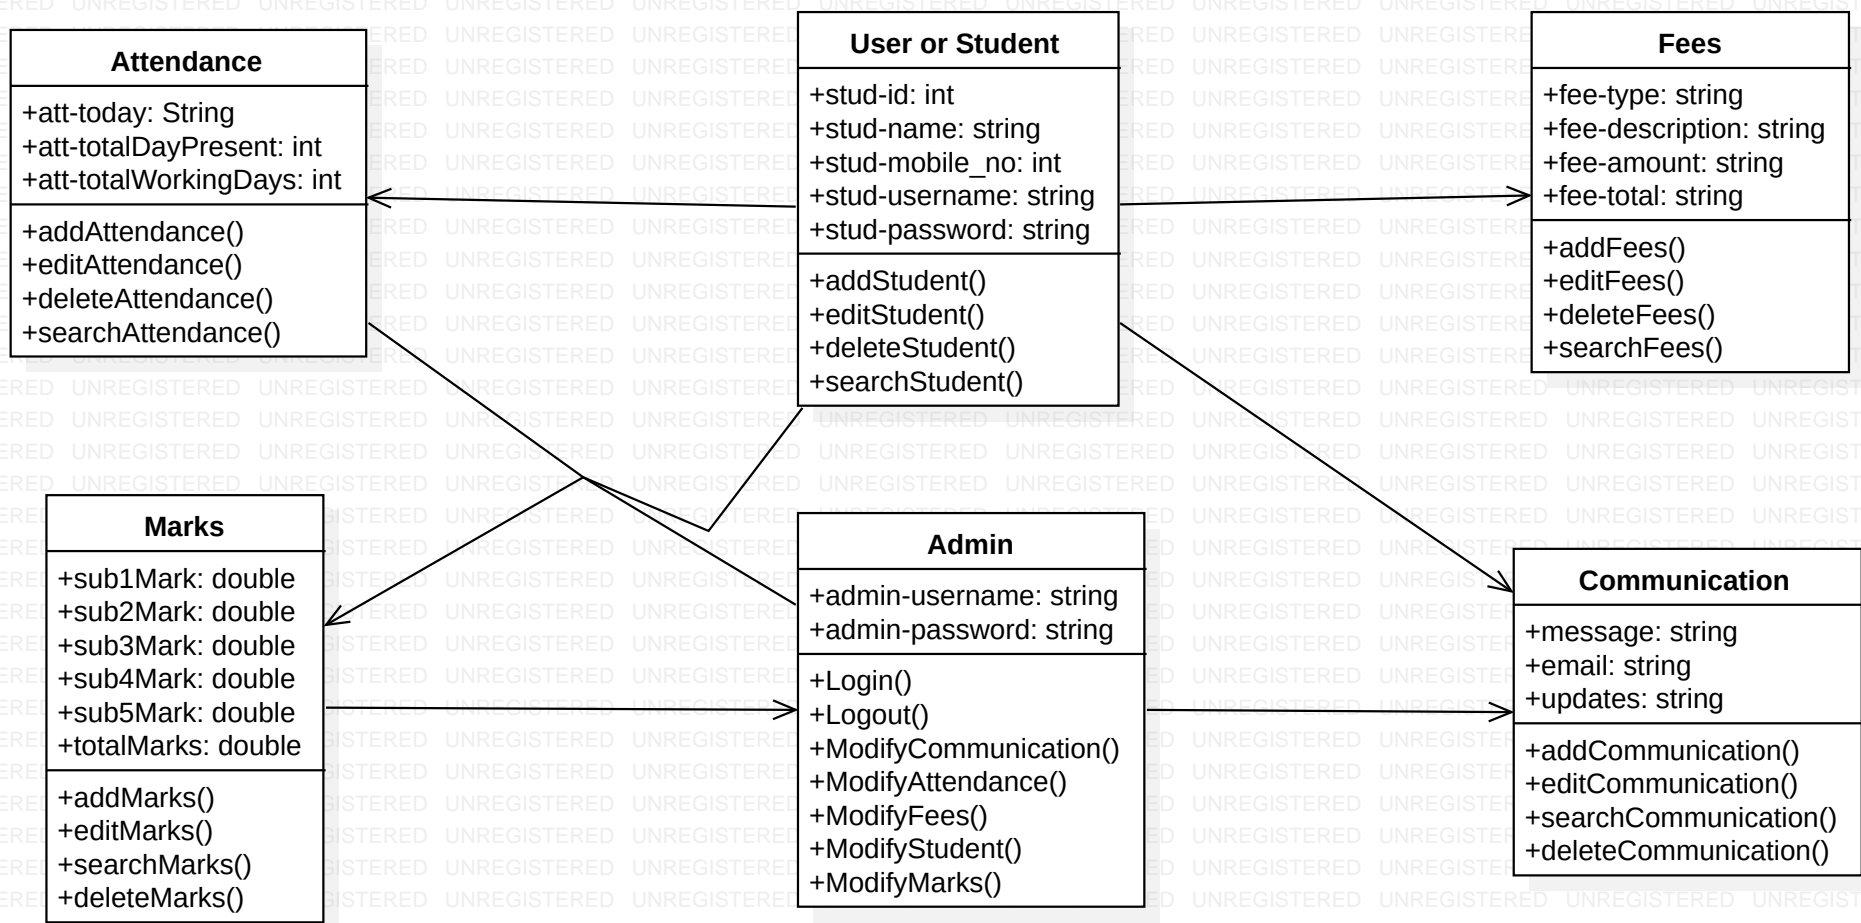 Attendance
+att-today: String
+att-totalDayPresent: int
+att-totalWorkingDays: int
+addAttendance()
+editAttendance()
+deleteAttendance()
+searchAttendance()
User or Student
+stud-id: int
+stud-name: string
+stud-mobile_no: int
+stud-username: string
+stud-password: string
+addStudent()
+editStudent()
+deleteStudent()
+searchStudent()
Fees
+fee-type: string
+fee-description: string
+fee-amount: string
+fee-total: string
+addFees()
+editFees()
+deleteFees()
+searchFees()
Marks
+sub1Mark: double
+sub2Mark: double
+sub3Mark: double
+sub4Mark: double
+sub5Mark: double
+totalMarks: double
+addMarks()
+editMarks()
+searchMarks()
+deleteMarks()
Admin
+admin-username: string
+admin-password: string
+Login()
+Logout()
+ModifyCommunication()
+ModifyAttendance()
+ModifyFees()
+ModifyStudent()
+ModifyMarks()
Communication
+message: string
+email: string
+updates: string
+addCommunication()
+editCommunication()
+searchCommunication()
+deleteCommunication()
UNREGISTERED